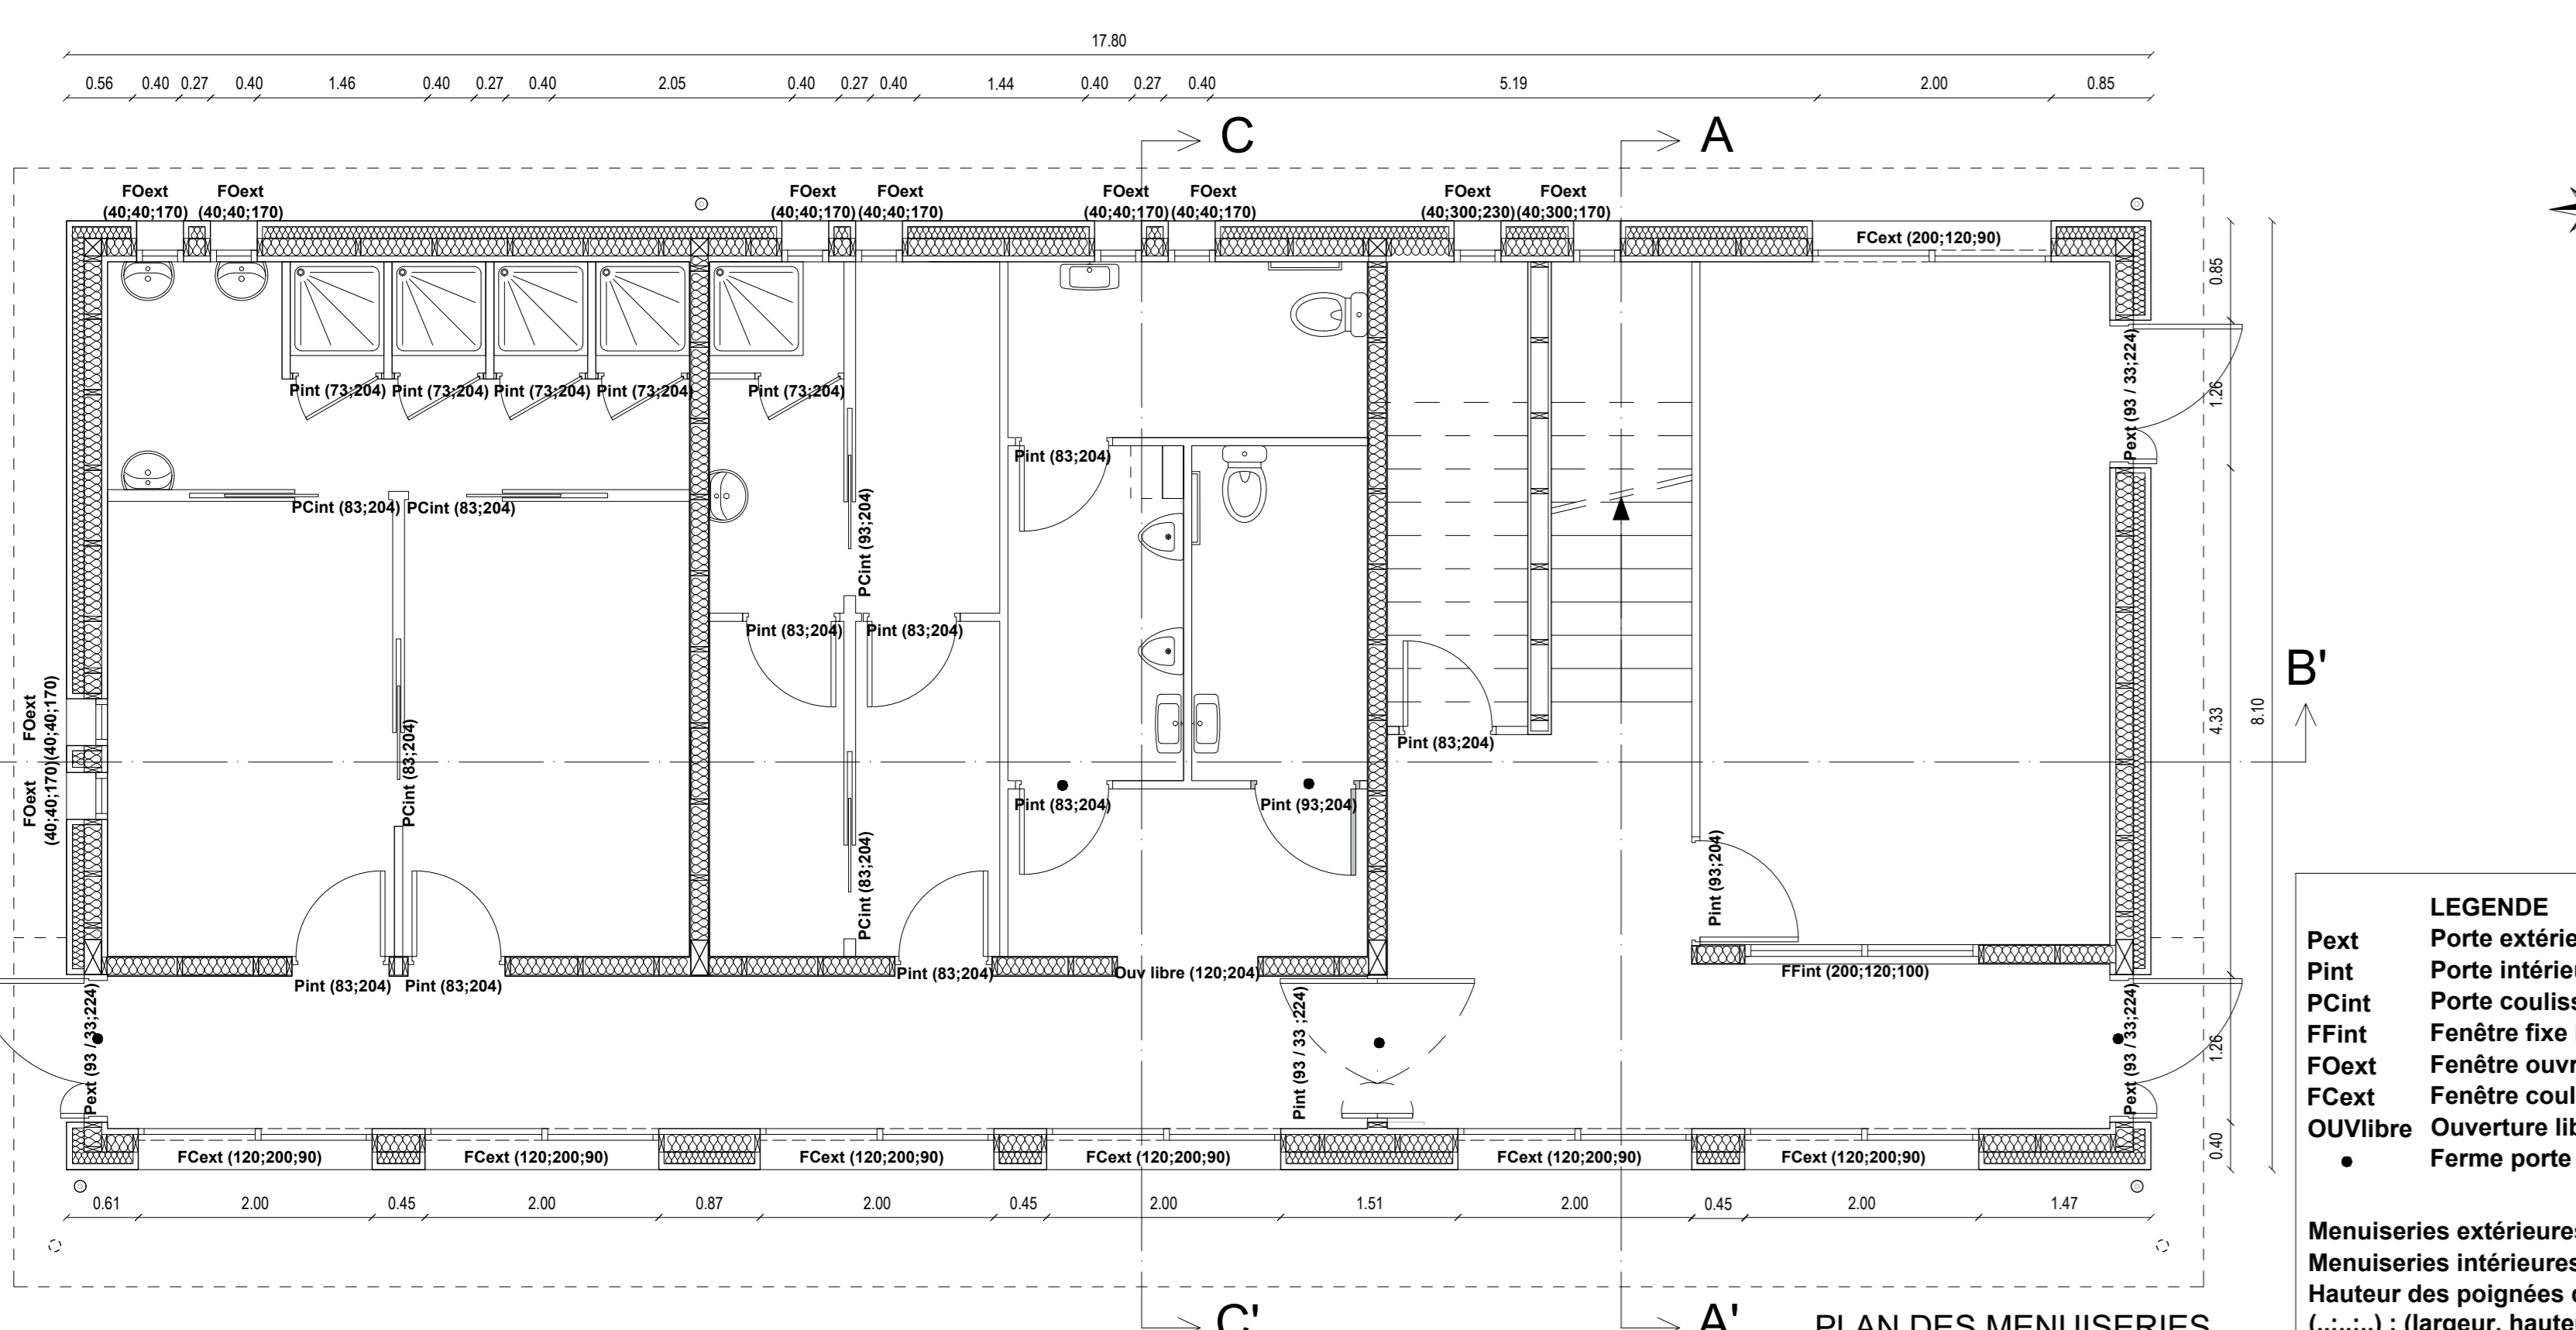 17.80
0.56 0.40 0.27 0.40 1.46 0.40 0.27 0.40 2.05 0.40 0.27 0.40 1.44 0.40 0.27 0.40 5.19 2.00 0.85
C A
FOext FOext FOext FOext FOext FOext FOext FOext
(40;40;170) (40;40;170) (40;40;170) (40;40;170) (40;40;170) (40;40;170) (40;300;230) (40;300;170)
FCext (200;120;90)
0.85
Pext (93 / 33;224)
1.26
Pint (73;204) Pint (73;204) Pint (73;204) Pint (73;204) Pint (73;204)
Pint (83;204)
PCint (83;204) PCint (83;204)
PCint (93;204)
Pint (83;204) Pint (83;204)
B'
FOext
(40;40;170)
FOext
(40;40;170)
4.33
8.10
PCint (83;204)
Pint (83;204)
Pint (83;204) Pint (93;204)
PCint (83;204)
Pint (93;204)
Pint (83;204) Pint (83;204) Pint (83;204) Ouv libre (120;204) FFint (200;120;100)
Pext (93 / 33;224)
Pint (93 / 33 ;224)
Pext (93 / 33;224)
1.26
0.40
FCext (120;200;90) FCext (120;200;90) FCext (120;200;90) FCext (120;200;90) FCext (120;200;90) FCext (120;200;90)
0.61 2.00 0.45 2.00 0.87 2.00 0.45 2.00 1.51 2.00 0.45 2.00 1.47
C' A'
PLAN DES MENUISERIES
LEGENDE
Pext Porte extérie
Pint Porte intérieu
PCint Porte couliss
FFint Fenêtre fixe
FOext Fenêtre ouvr
FCext Fenêtre coul
OUVlibre Ouverture lib
Ferme porte
Menuiseries extérieures
Menuiseries intérieures
Hauteur des poignées
(..;..;..) : (largeur, haute